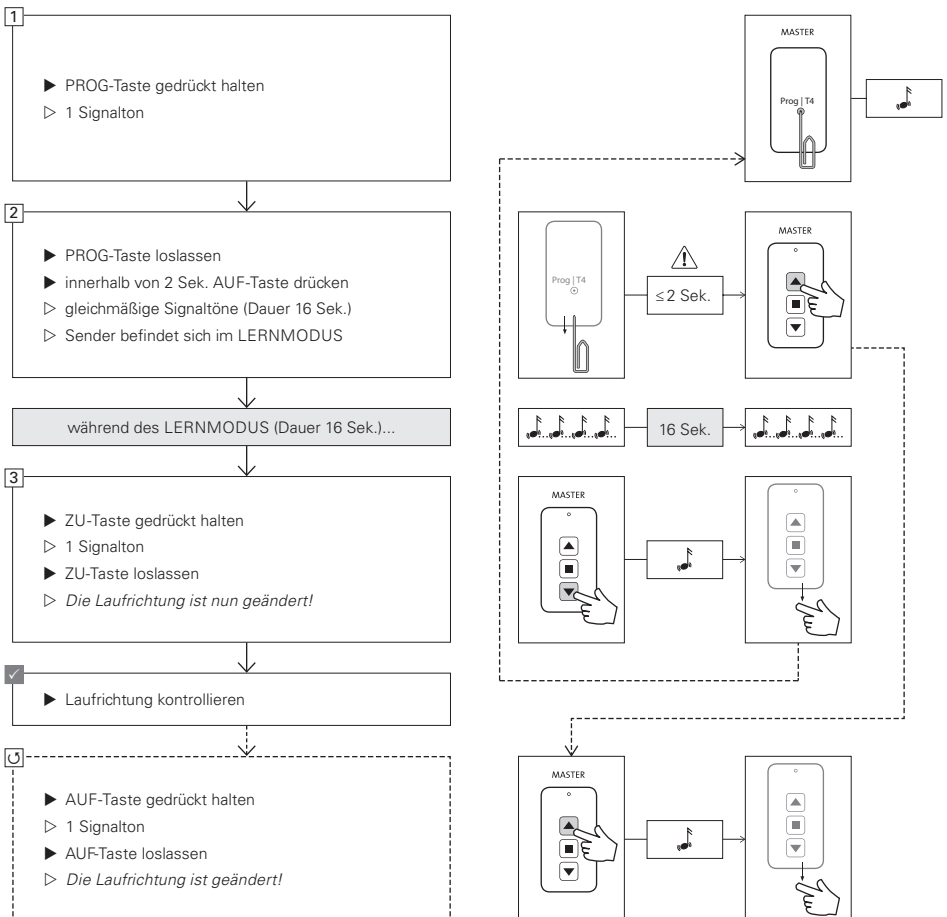 1
▶ PROG-Taste gedrückt halten
▷ 1 Signalton
MASTER
Prog | T4
2
▶ PROG-Taste loslassen
▶ innerhalb von 2 Sek. AUF-Taste drücken
▷ gleichmäßige Signaltöne (Dauer 16 Sek.)
▷ Sender befindet sich im LERNMODUS
Prog | T4
≤2 Sek.
MASTER
während des LERNMODUS (Dauer 16 Sek.)...
16 Sek.
3
▶ ZU-Taste gedrückt halten
▷ 1 Signalton
▶ ZU-Taste loslassen
▷ Die Laufrichtung ist nun geändert!
MASTER
▶ Laufrichtung kontrollieren
▶ AUF-Taste gedrückt halten
▷ 1 Signalton
▶ AUF-Taste loslassen
▷ Die Laufrichtung ist geändert!
MASTER